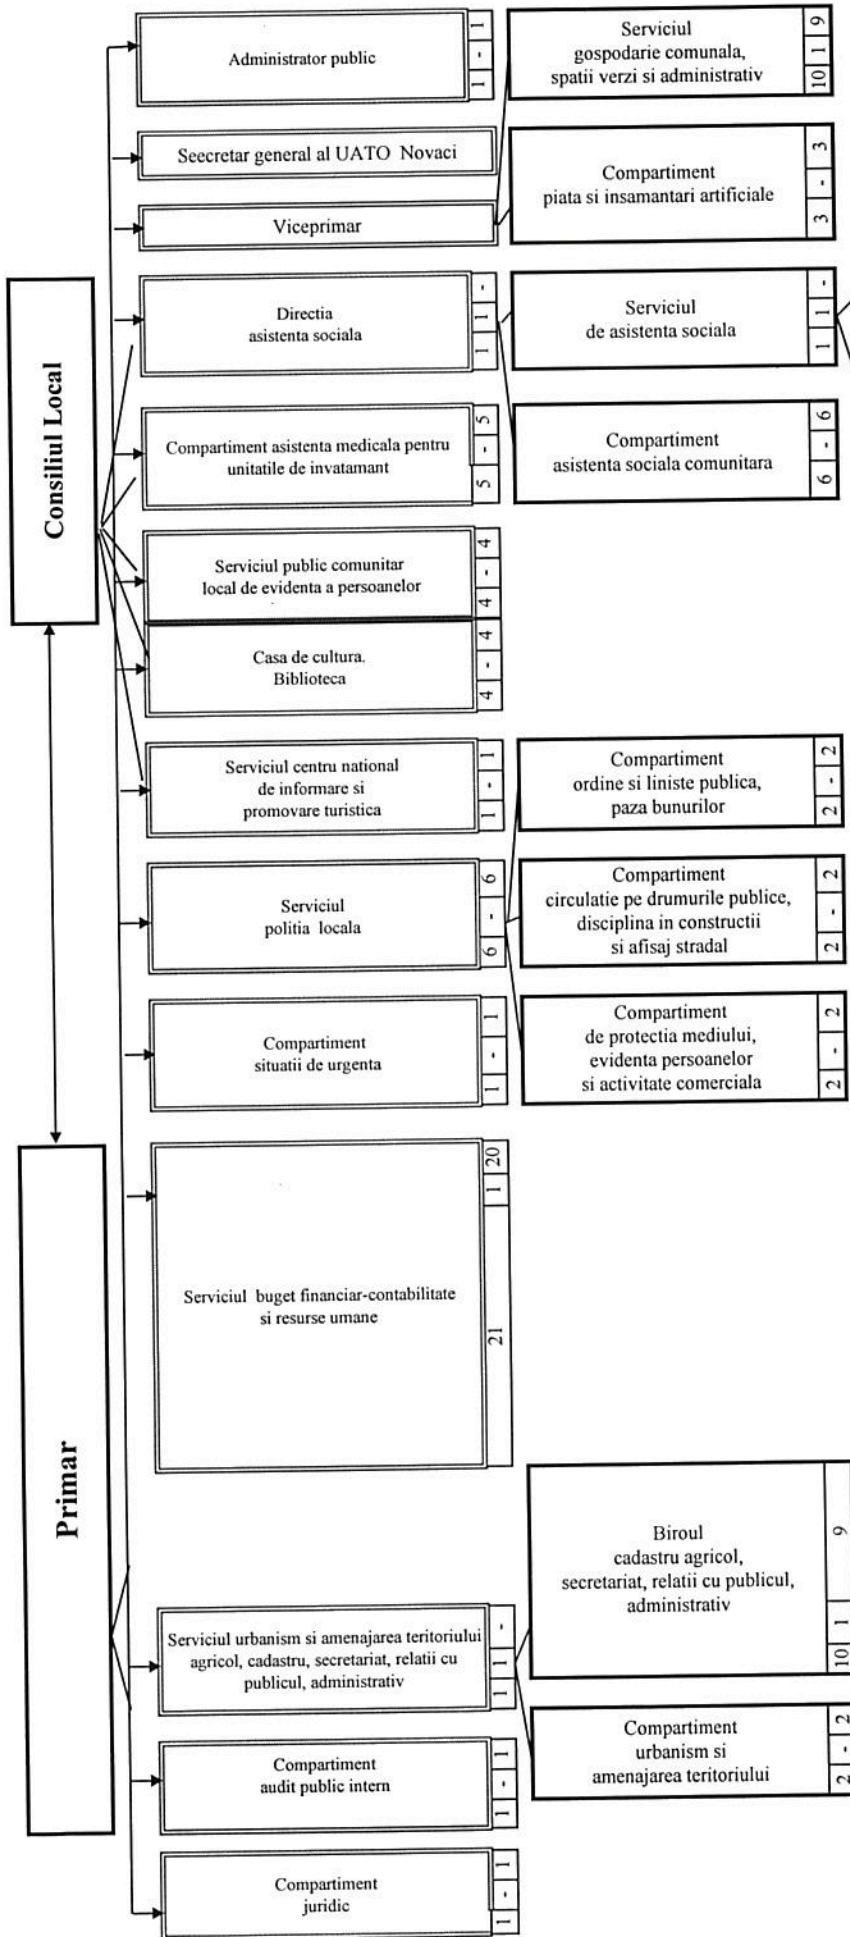 Consiliul Local
Primar
Administrator public
1 - 1
Seecretar general al UATO Novaci
Viceprimar
Serviciul
gospodarie comunala,
spatii verzi si administrativ
10 1 9
Compartiment
piata si insamantari artificiale
3 - 3
Directia
asistenta sociala
1 1 -
Serviciul
de asistenta sociala
1 1 -
Compartiment
asistenta sociala comunitara
6 - 6
Compartiment asistenta medicala pentru
unitatile de invatamant
5 - 5
Serviciul public comunitar
local de evidenta a persoanelor
4 - 4
Casa de cultura.
Biblioteca
4 - 4
Serviciul centru national
de informare si
promovare turistica
1 - 1
Serviciul
politia locala
6 - 6
Compartiment
ordine si liniste publica,
paza bunurilor
2 - 2
Compartiment
circulatie pe drumurile publice,
disciplina in constructii
si afisaj stradal
2 - 2
Compartiment
de protectia mediului,
evidenta persoanelor
si activitate comerciala
2 - 2
Compartiment
situatii de urgenta
1 - 1
Serviciul buget financiar-contabilitate
si resurse umane
21 1 20
Serviciul urbanism si amenajarea teritoriului
agricol, cadastru, secretariat, relatii cu
publicul, administrativ
1 1 -
Biroul
cadastru agricol,
secretariat, relatii cu publicul,
administrativ
10 1 9
Compartiment
urbanism si
amenajarea teritoriului
2 - 2
Compartiment
audit public intern
1 - 1
Compartiment
juridic
1 - 1